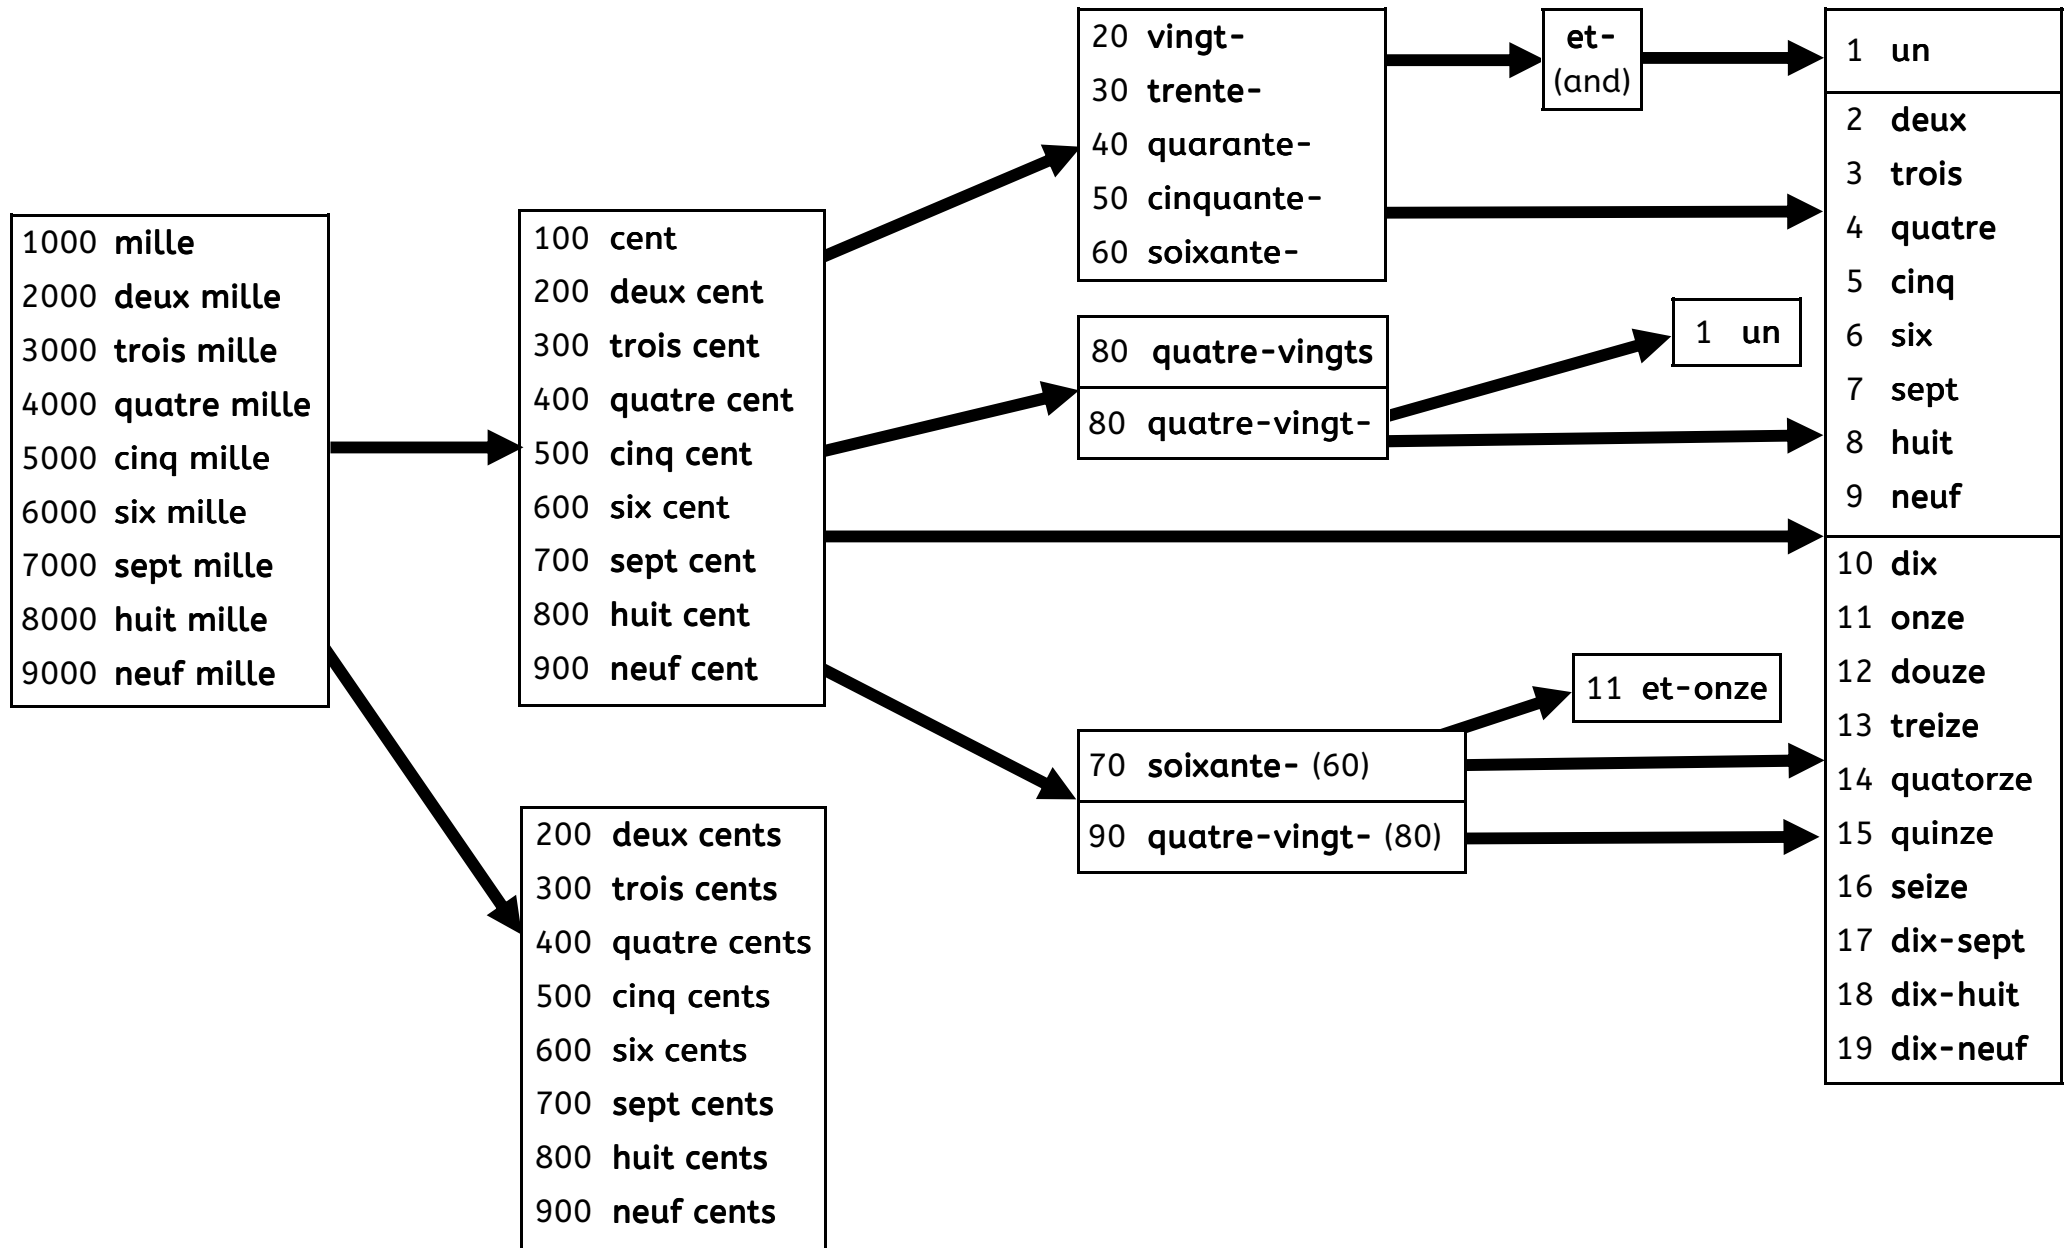 1000 mille
2000 deux mille
3000 trois mille
4000 quatre mille
5000 cinq mille
6000 six mille
7000 sept mille
8000 huit mille
9000 neuf mille
100 cent
200 deux cent
300 trois cent
400 quatre cent
500 cinq cent
600 six cent
700 sept cent
800 huit cent
900 neuf cent
200 deux cents
300 trois cents
400 quatre cents
500 cinq cents
600 six cents
700 sept cents
800 huit cents
900 neuf cents
20 vingt-
30 trente-
40 quarante-
50 cinquante-
60 soixante-
80 quatre-vingts
80 quatre-vingt-
70 soixante- (60)
90 quatre-vingt- (80)
et-
(and)
1 un
11 et-onze
1 un
2 deux
3 trois
4 quatre
5 cinq
6 six
7 sept
8 huit
9 neuf
10 dix
11 onze
12 douze
13 treize
14 quatorze
15 quinze
16 seize
17 dix-sept
18 dix-huit
19 dix-neuf